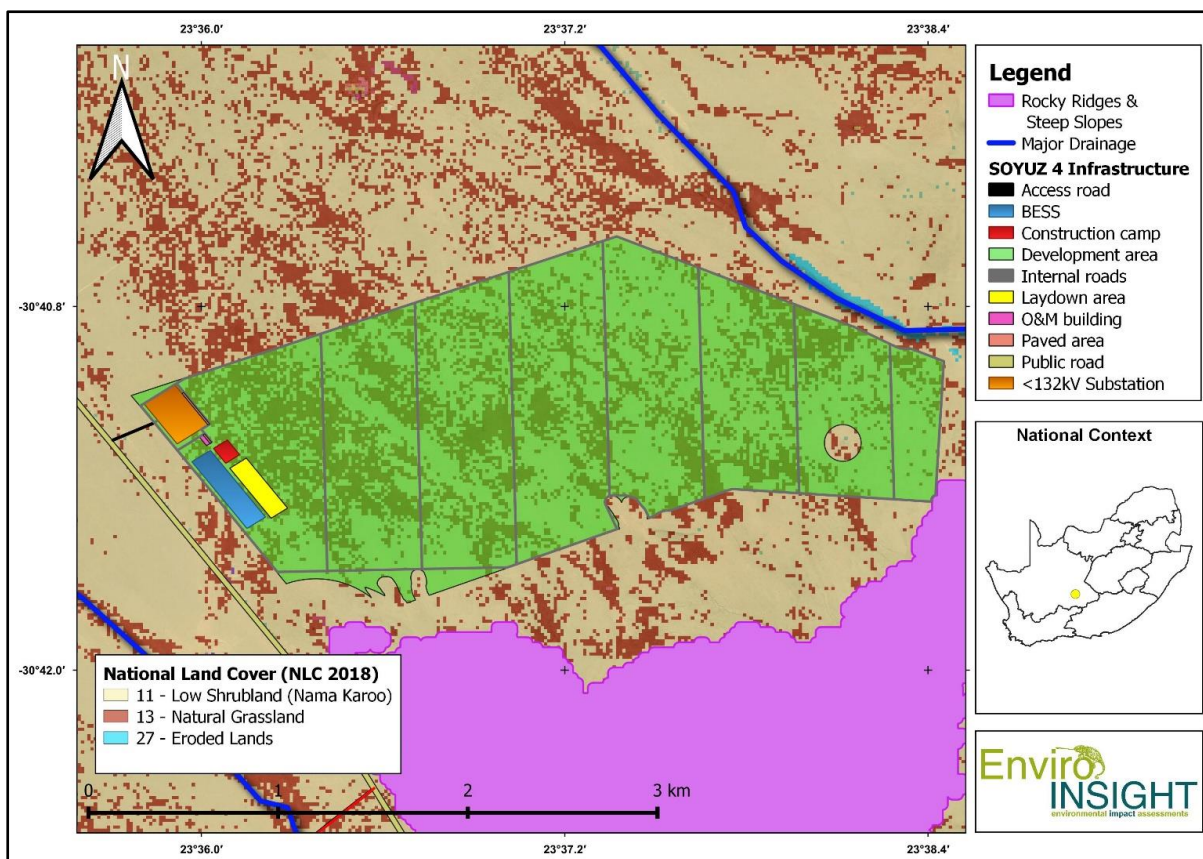 23°36.0'
23°37.2'
23°38.4'
N
-30°40.8'
-30°42.0'
Legend
Rocky Ridges &
Steep Slopes
Major Drainage
SOYUZ 4 Infrastructure
Access road
BESS
Construction camp
Development area
Internal roads
Laydown area
O&M building
Paved area
Public road
<132kV Substation
National Context
National Land Cover (NLC 2018)
11 - Low Shrubland (Nama Karoo)
13 - Natural Grassland
27 - Eroded Lands
0 1 2 3 km
Enviro
INSIGHT
environmental impact assessments
23°36.0'
23°37.2'
23°38.4'